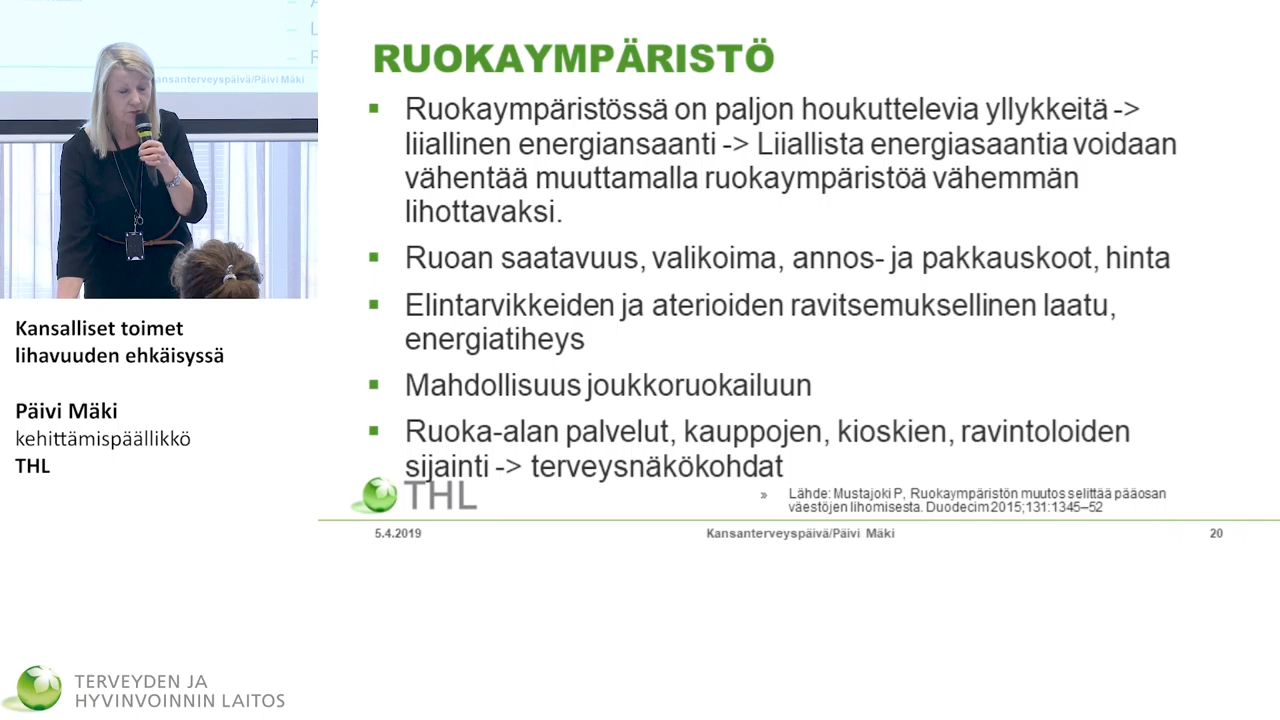 ansanterveyspäivä/Päivi Mäki
Kansalliset toimet
lihavuuden ehkäisyssä
Päivi Mäki
kehittämispäällikkö
THL
RUOKAYMPÄRISTÖ
▪ Ruokaympäristössä on paljon houkuttelevia yllykkeitä ->
liiallinen energiansaanti -> Liiallista energiasaantia voidaan
vähentää muuttamalla ruokaympäristöä vähemmän
lihottavaksi.
▪ Ruoan saatavuus, valikoima, annos- ja pakkauskoot, hinta
▪ Elintarvikkeiden ja aterioiden ravitsemuksellinen laatu,
energiatiheys
▪ Mahdollisuus joukkoruokailuun
▪ Ruoka-alan palvelut, kauppojen, kioskien, ravintoloiden
sijainti -> terveysnäkökohdat
THL
» Lähde: Mustajoki P, Ruokaympäristön muutos selittää pääosan
väestöjen lihomisesta. Duodecim 2015;131:1345–52
5.4.2019 Kansanterveyspäivä/Päivi Mäki 20
TERVEYDEN JA
HYVINVOINNIN LAITOS